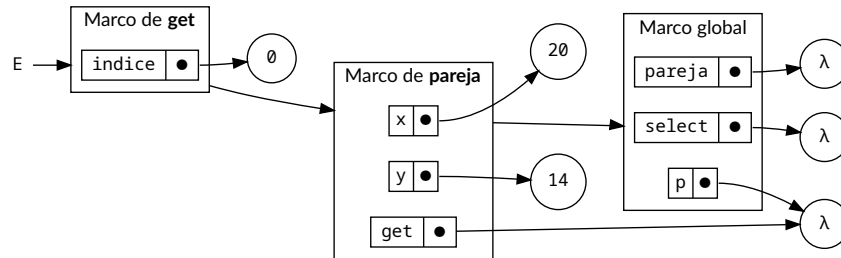 E
Marco de get
indice
0
Marco de pareja
x
20
y
14
get
Marco global
pareja
λ
select
λ
p
λ